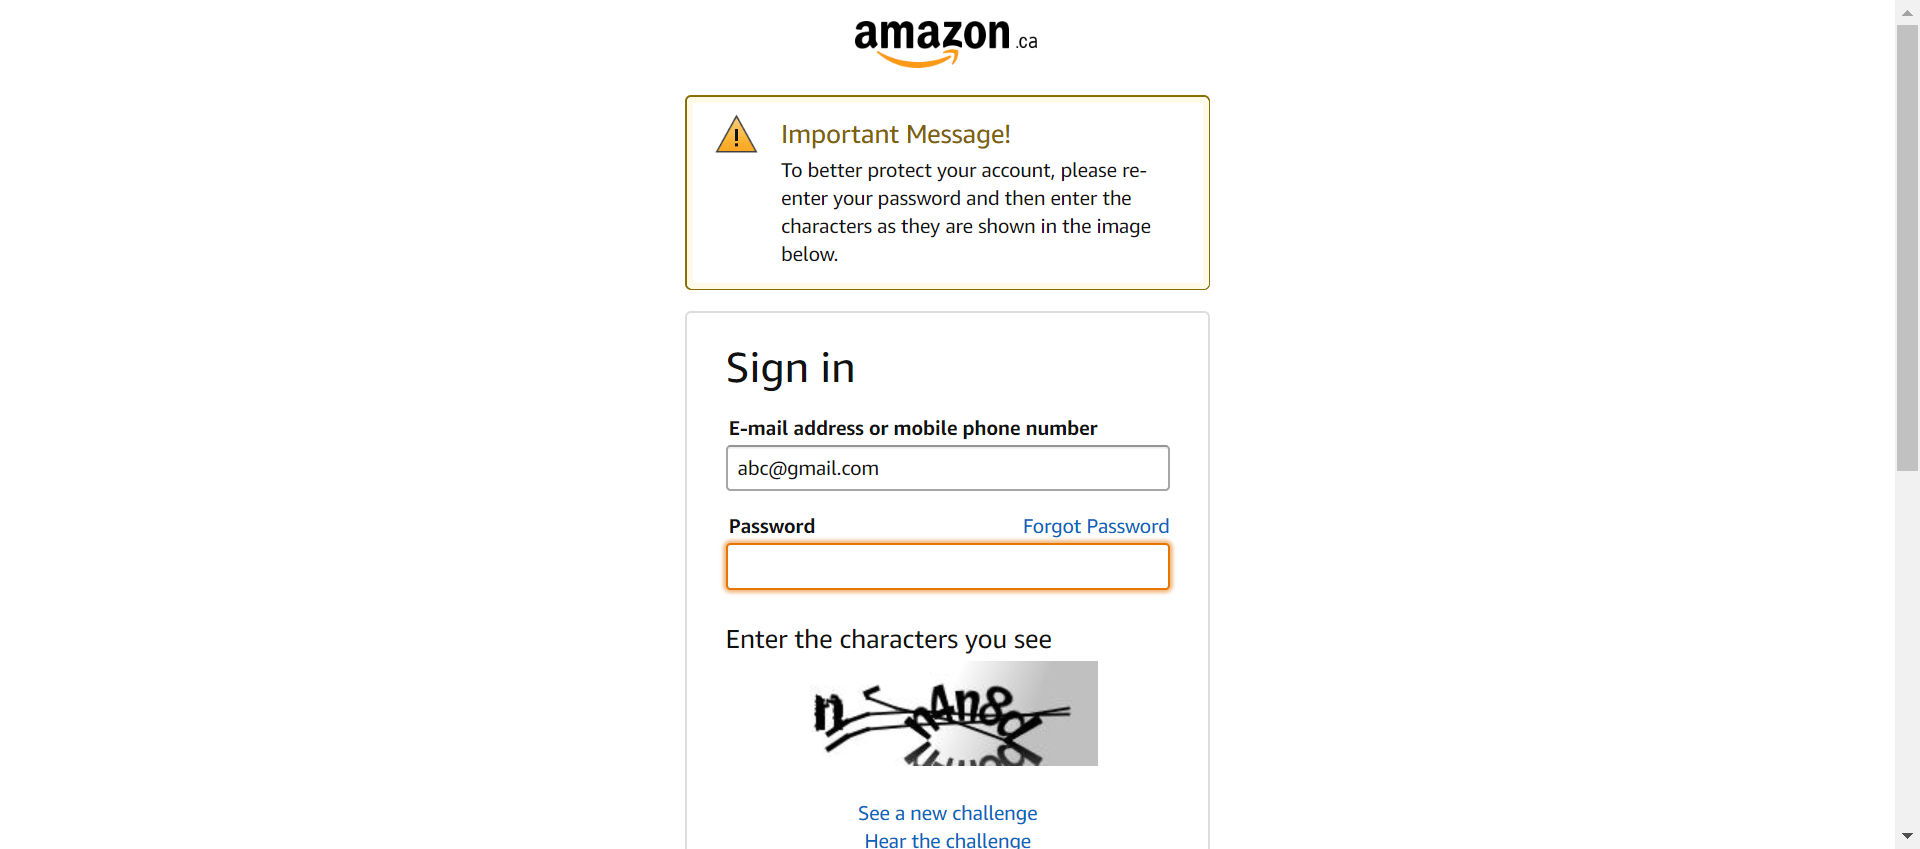 amazon.ca
Important Message!
To better protect your account, please re-
enter your password and then enter the
characters as they are shown in the image
below.
Sign in
E-mail address or mobile phone number
abc@gmail.com
Password Forgot Password
Enter the characters you see
See a new challenge
Hear the challenge